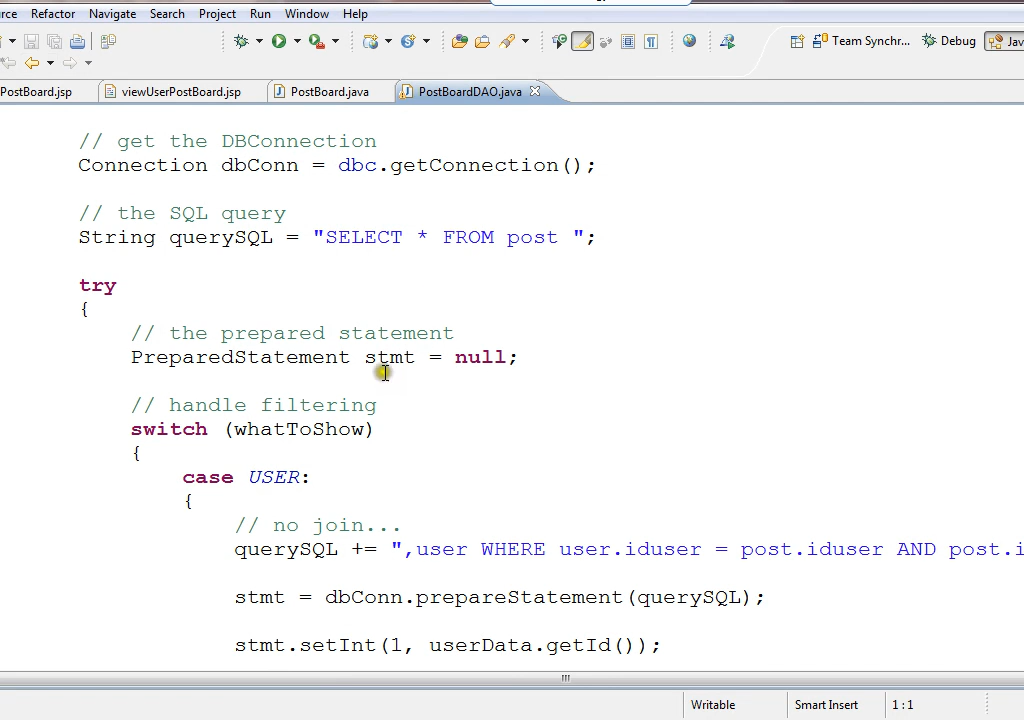 rce Refactor Navigate Search Project Run Window Help
Team Synchr... Debug Jav
PostBoard.jsp viewUserPostBoard.jsp PostBoard.java PostBoardDAO.java
// get the DBConnection
Connection dbConn = dbc.getConnection();
// the SQL query
String querySQL = "SELECT * FROM post ";
try
{
// the prepared statement
PreparedStatement stmt = null;
// handle filtering
switch (whatToShow)
{
case USER:
{
// no join...
querySQL += ",user WHERE user.iduser = post.iduser AND post.i
stmt = dbConn.prepareStatement(querySQL);
stmt.setInt(1, userData.getId());
Writable Smart Insert 1 : 1